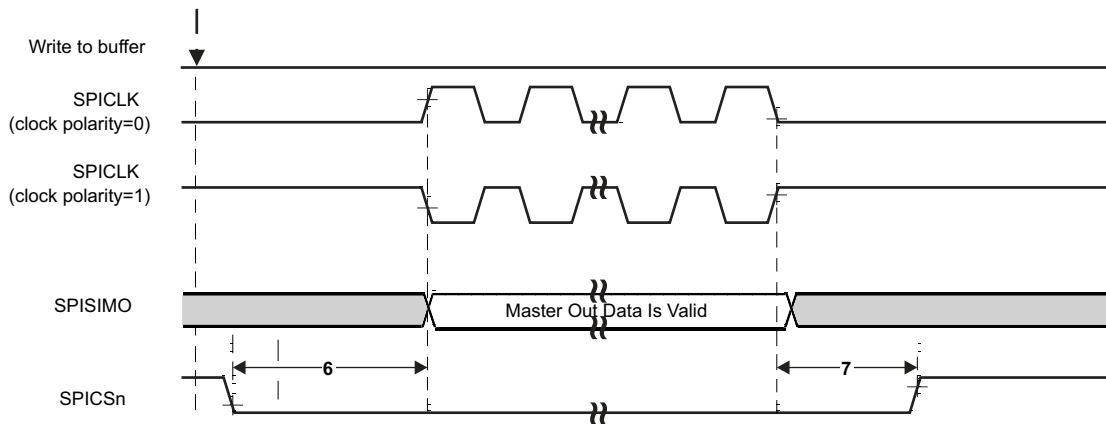 Write to buffer
SPICLK
(clock polarity=0)
SPICLK
(clock polarity=1)
SPISIMO
Master Out Data Is Valid
6
7
SPICSn